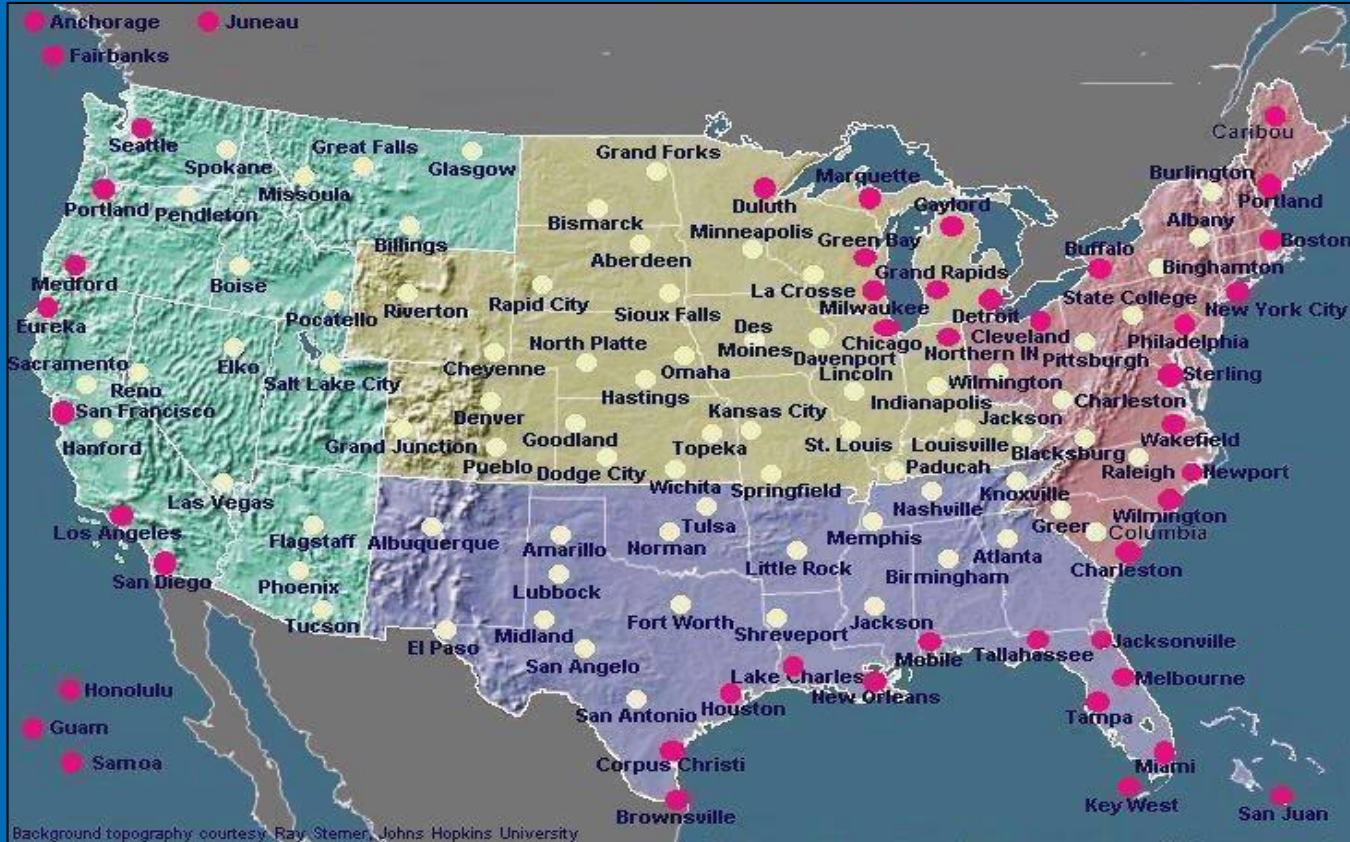 Anchorage
Juneau
Fairbanks
Caribou
Seattle
Spokane
Great Falls
Glasgow
Grand Forks
Missoula
Marquette
Burlington
Portland
Pendleton
Duluth
Gaylord
Portland
Bismarck
Albany
Billings
Minneapolis
Green Bay
Buffalo
Boston
Aberdeen
Medford
Boise
Grand Rapids
Binghamton
Rapid City
La Crosse
State College
Pocatello
Riverton
Sioux Falls
Milwaukee
Detroit
New York City
Eureka
Des
Moines
Chicago
Cleveland
Philadelphia
North Platte
Northern IN
Sacramento
Elko
Cheyenne
Omaha
Davenport
Pittsburgh
Reno
Salt Lake City
Lincoln
Wilmington
Sterling
Hastings
Indianapolis
Charleston
San Francisco
Denver
Kansas City
Jackson
Hanford
Grand Junction
Goodland
Topeka
St. Louis
Louisville
Wakefield
Pueblo
Dodge City
Blacksburg
Paducah
Raleigh
Newport
Las Vegas
Wichita
Springfield
Knoxville
Nashville
Wilmington
Los Angeles
Flagstaff
Albuquerque
Tulsa
Greer
Amarillo
Norman
Memphis
Columbia
Atlanta
Little Rock
Birmingham
Charleston
San Diego
Phoenix
Lubbock
Tucson
Midland
Fort Worth
Shreveport
Jackson
El Paso
San Angelo
Mobile
Tallahassee
Jacksonville
Lake Charles
Melbourne
Honolulu
New Orleans
Houston
San Antonio
Tampa
Guam
Samoa
Corpus Christi
Miami
Key West
Brownsville
San Juan
Background topography courtesy Ray Sterner, Johns Hopkins University